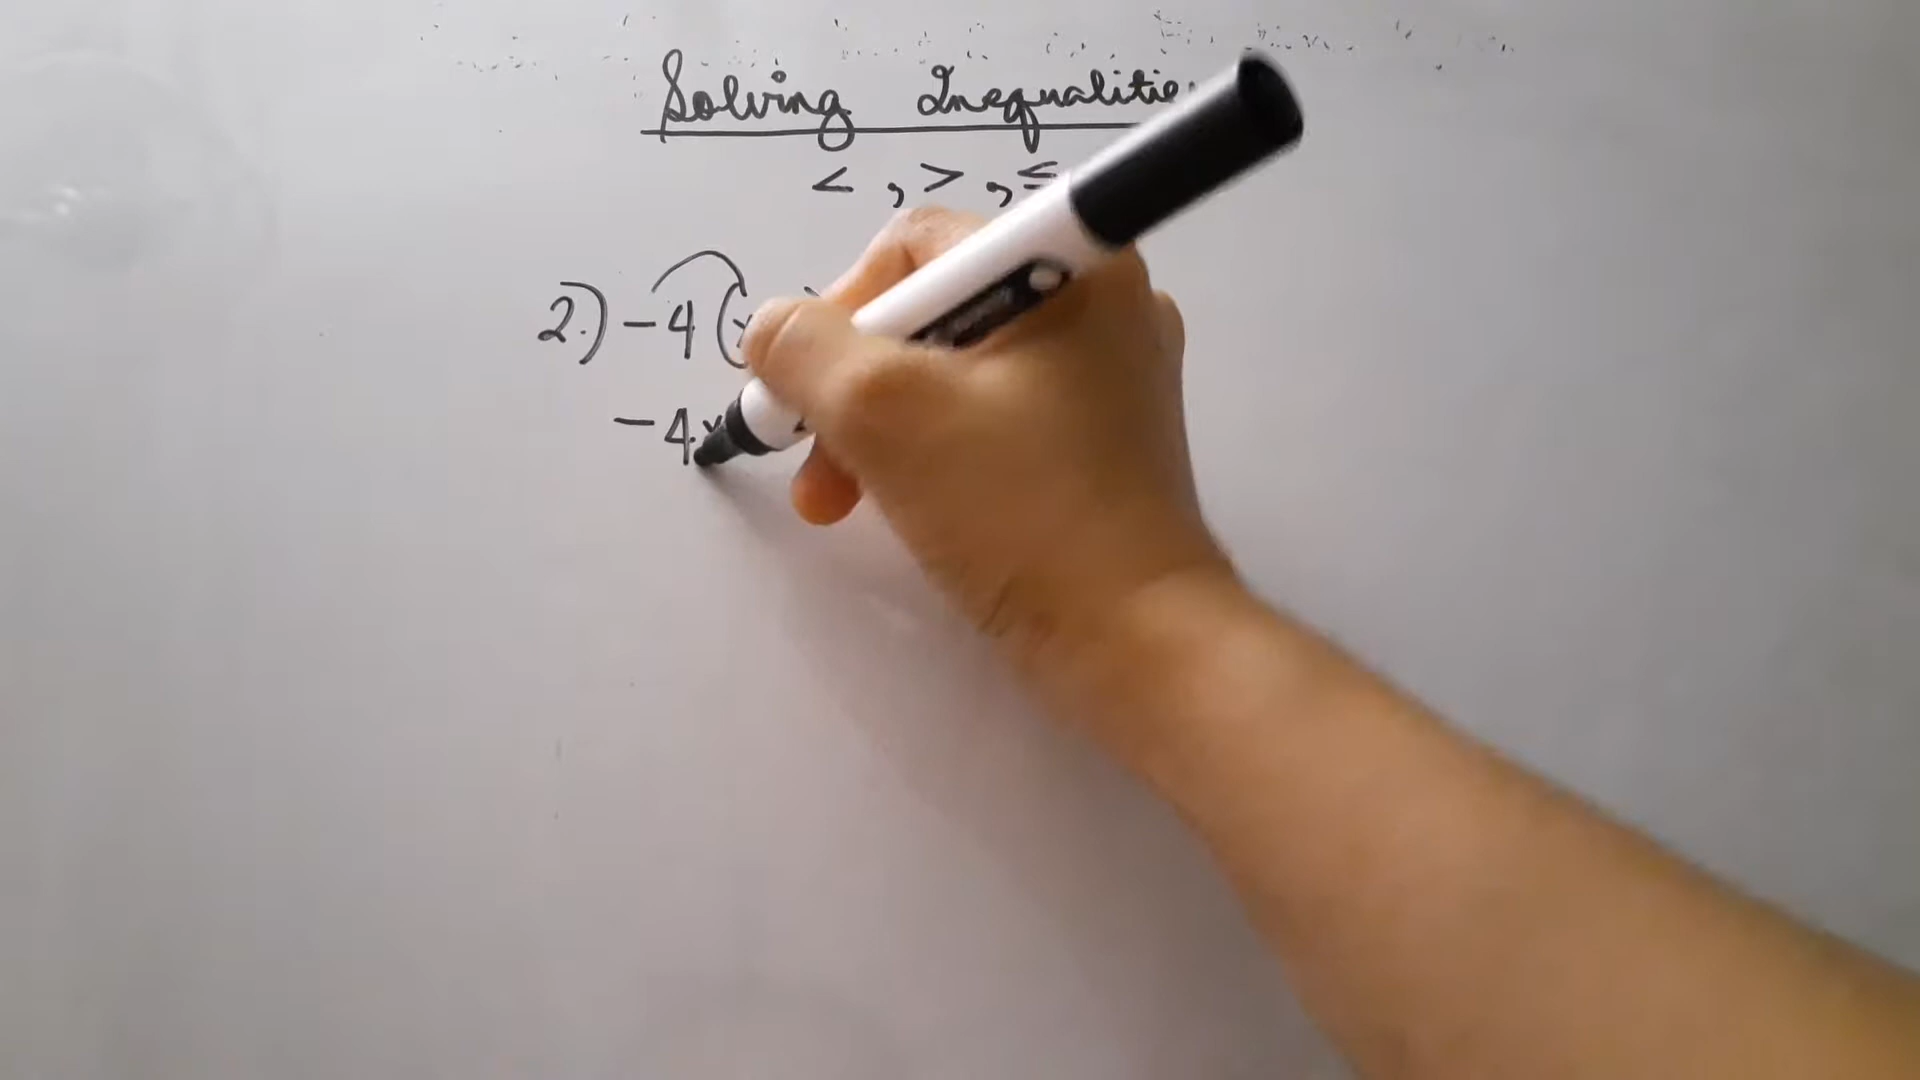 Solving Inequalitie
< , > , ≤
2.) -4 (x
-4x